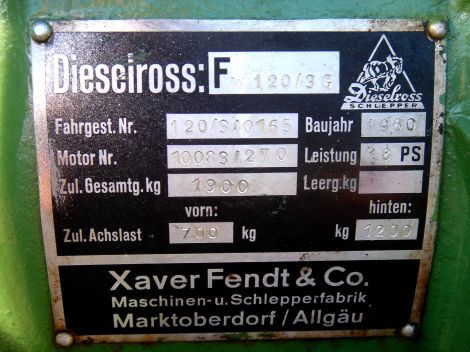 Dieselross: F W 120/3G
Dieselross
SCHLEPPER
Fahrgest. Nr. 120/3/0165 Baujahr 1960
Motor Nr. 10083/270 Leistung PS
Zul. Gesamtg. kg 1900 Leerg. kg
vorn: hinten:
Zul. Achslast 700 kg kg 1200
Xaver Fendt & Co.
Maschinen- u. Schlepperfabrik
Marktoberdorf / Allgäu